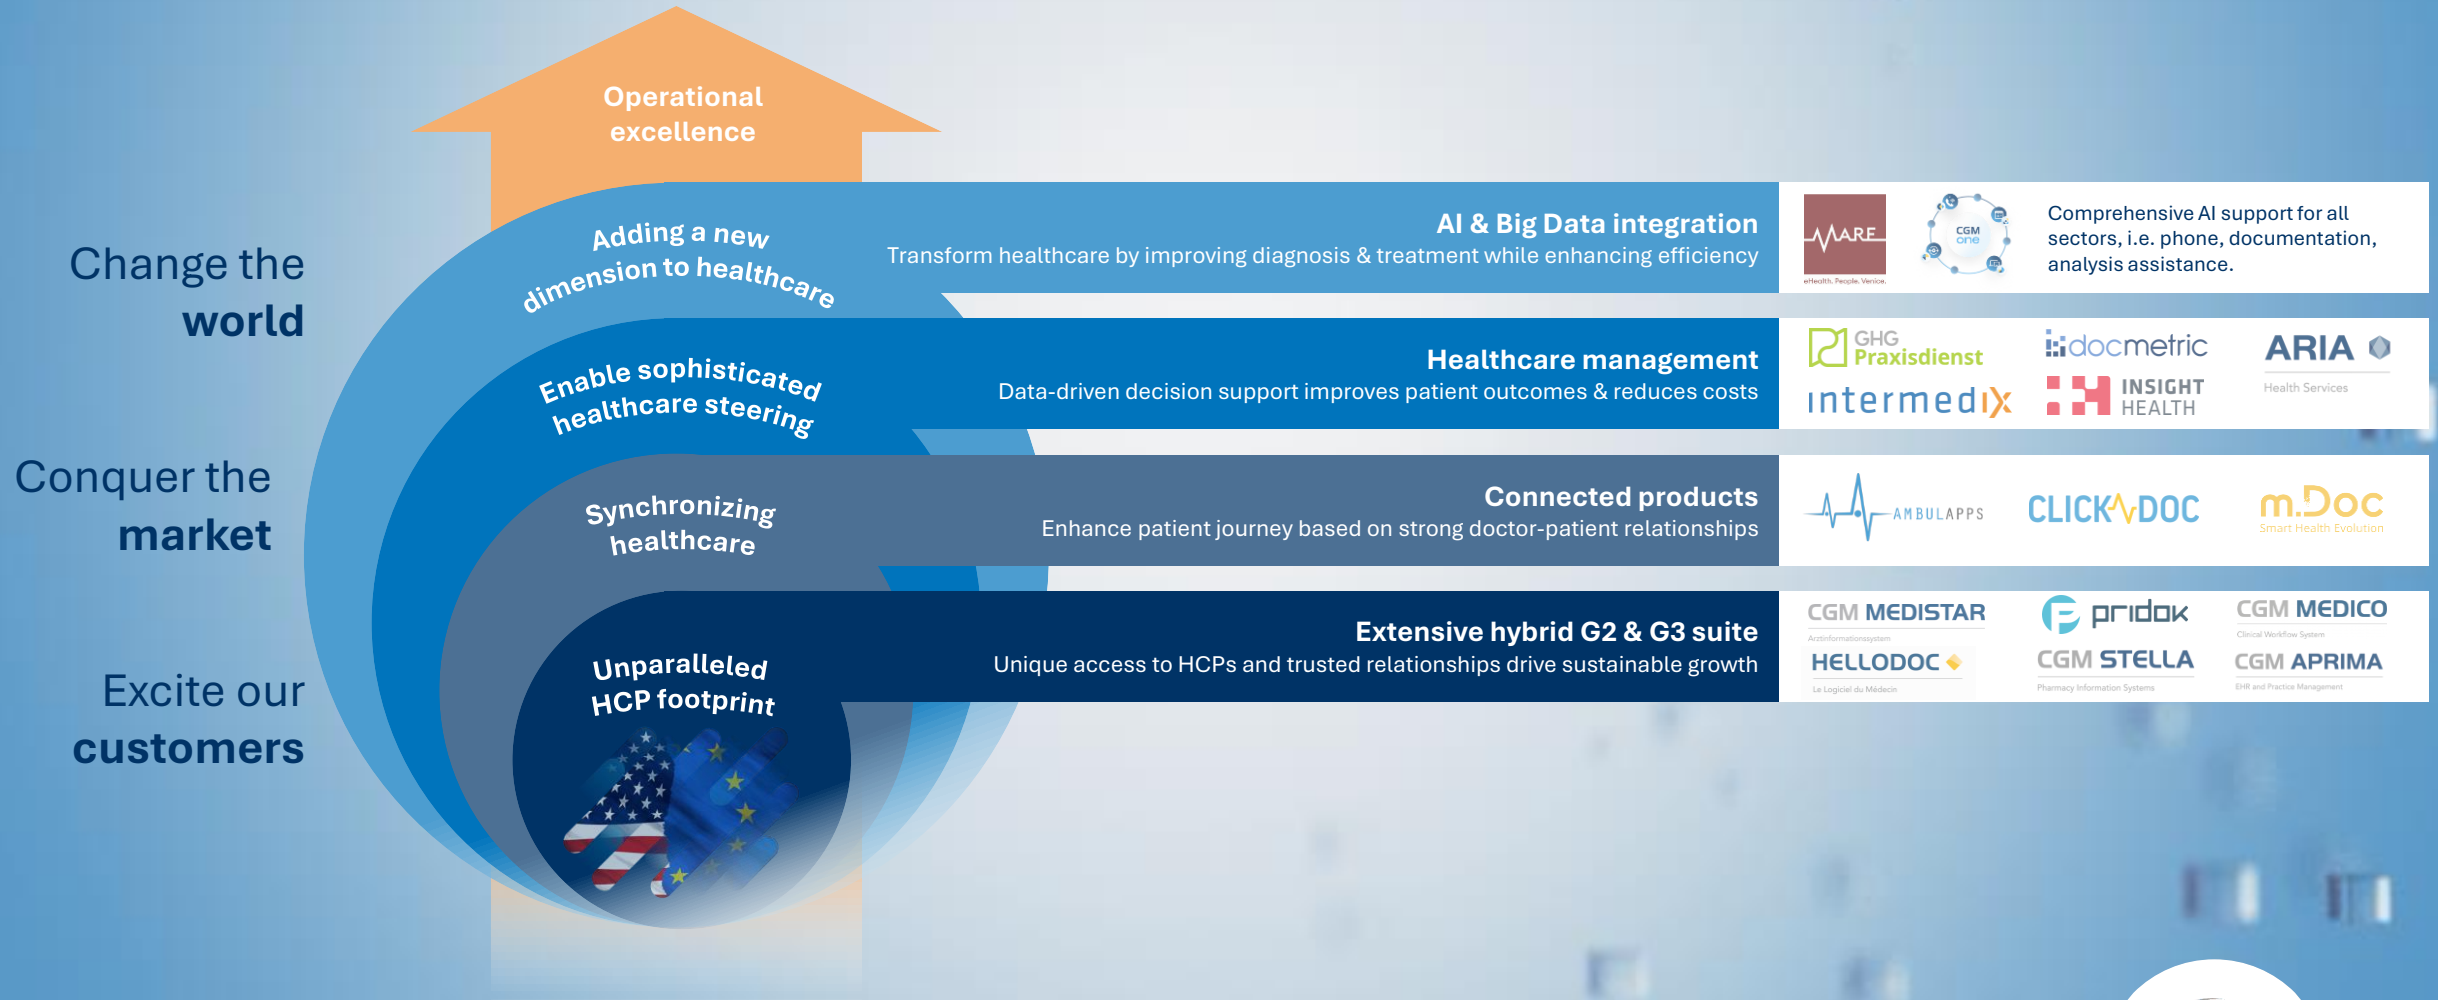 Operational
excellence
Change the
world
Conquer the
market
Excite our
customers
Adding a new
dimension to healthcare
AI & Big Data integration
Transform healthcare by improving diagnosis & treatment while enhancing efficiency
MARE
eHealth. People. Venice.
CGM
one
Comprehensive AI support for all
sectors, i.e. phone, documentation,
analysis assistance.
Enable sophisticated
healthcare steering
Healthcare management
Data-driven decision support improves patient outcomes & reduces costs
GHG
Praxisdienst
docmetric
ARIA
Health Services
intermedix
INSIGHT
HEALTH
Synchronizing
healthcare
Connected products
Enhance patient journey based on strong doctor-patient relationships
AMBULAPPS
CLICKDOC
m.Doc
Smart Health Evolution
Unparalleled
HCP footprint
Extensive hybrid G2 & G3 suite
Unique access to HCPs and trusted relationships drive sustainable growth
CGM MEDISTAR
Arztinformationssystem
pridok
CGM MEDICO
Clinical Workflow System
HELLODOC
Le Logiciel du Médecin
CGM STELLA
Pharmacy Information Systems
CGM APRIMA
EHR and Practice Management